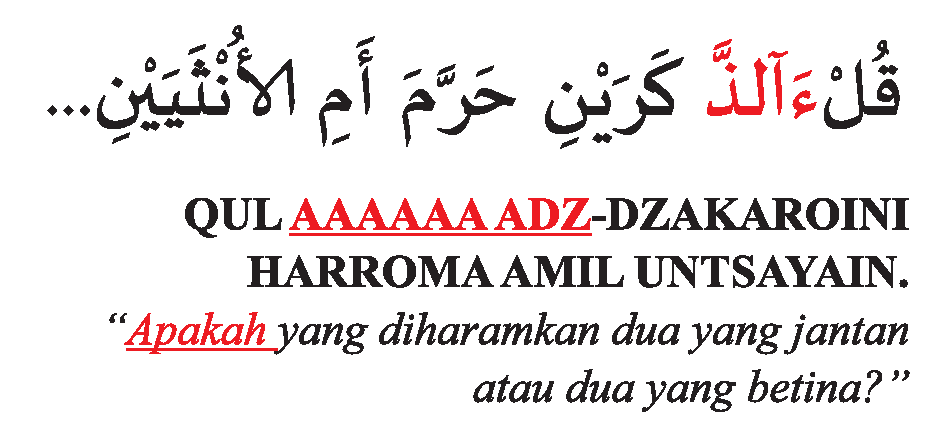 قُلْ ءَآلذَّ كَرَيْنِ حَرَّمَ أَمِ الأُنْثَيَيْنِ...
QUL AAAAAA ADZ-DZAKAROINI
HARROMA AMIL UNTSAYAIN.
“Apakah yang diharamkan dua yang jantan
atau dua yang betina?”